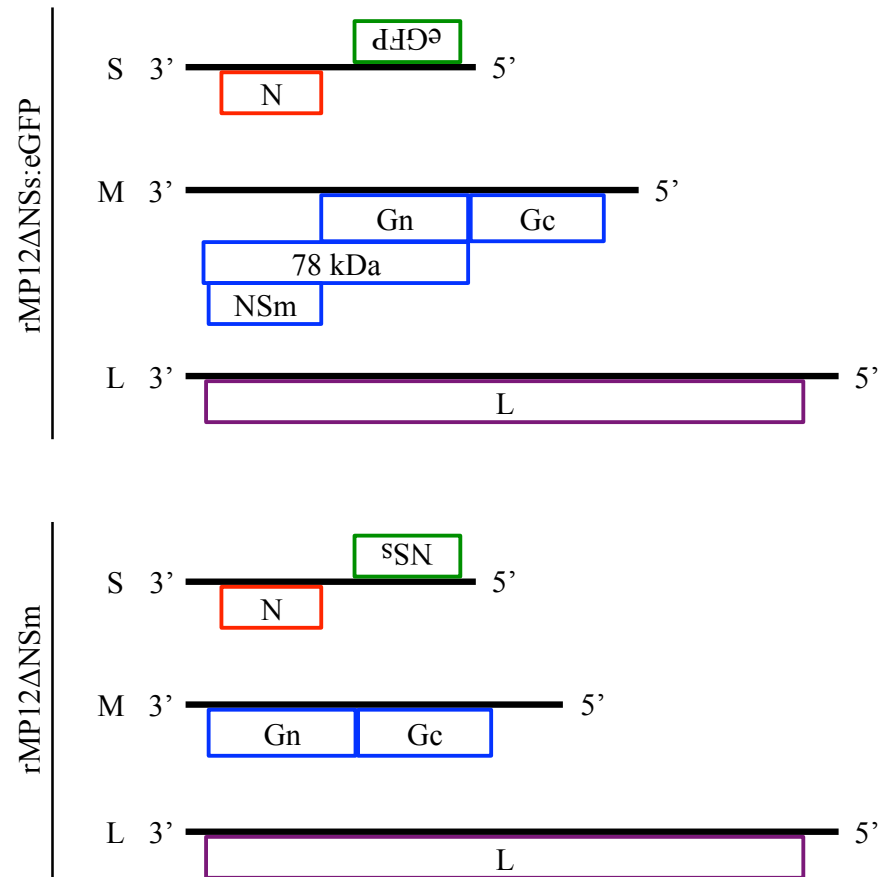 rMP12ΔNSs:eGFP
eGFP
S 3’ 5’
N
M 3’ 5’
Gn Gc
78 kDa
NSm
L 3’ 5’
L
rMP12ΔNSm
NSs
S 3’ 5’
N
M 3’ 5’
Gn Gc
L 3’ 5’
L